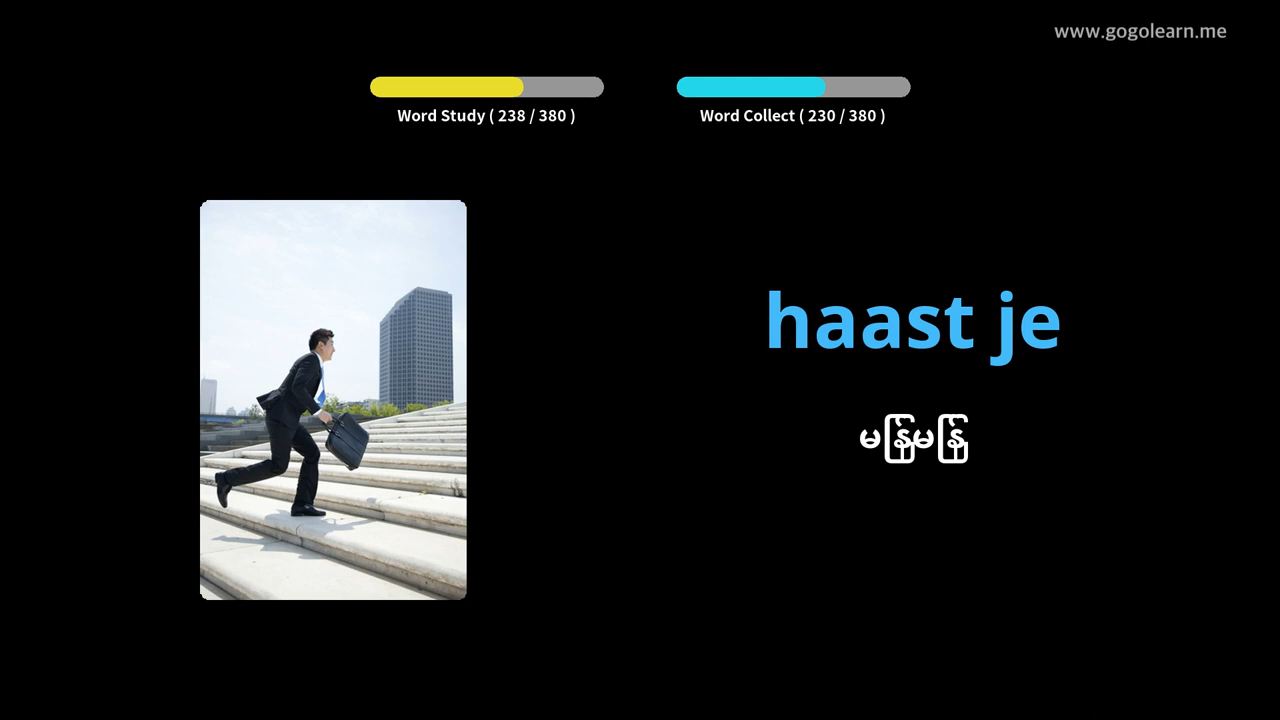 www.gogolearn.me
Word Study ( 238 / 380 )
Word Collect ( 230 / 380 )
haast je
မြန်မြန်